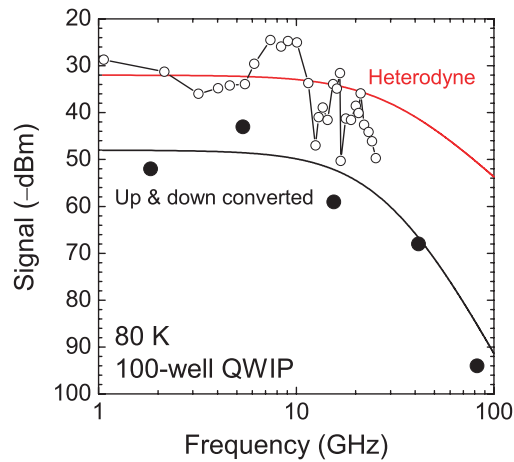 20
30
40
50
60
70
80
90
100
Signal (−dBm)
Heterodyne
Up & down converted
80 K
100-well QWIP
1
10
100
Frequency (GHz)